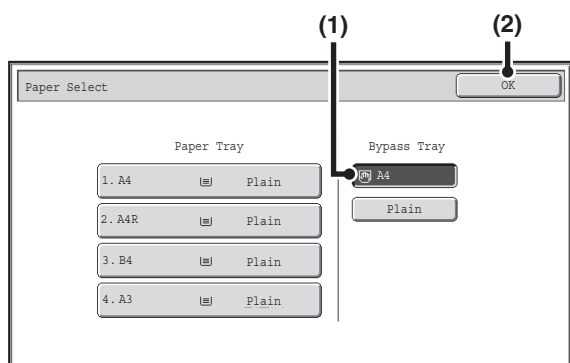 (1) (2)
Paper Select OK
Paper Tray Bypass Tray
1. A4 Plain A4
2. A4R Plain Plain
3. B4 Plain
4. A3 Plain